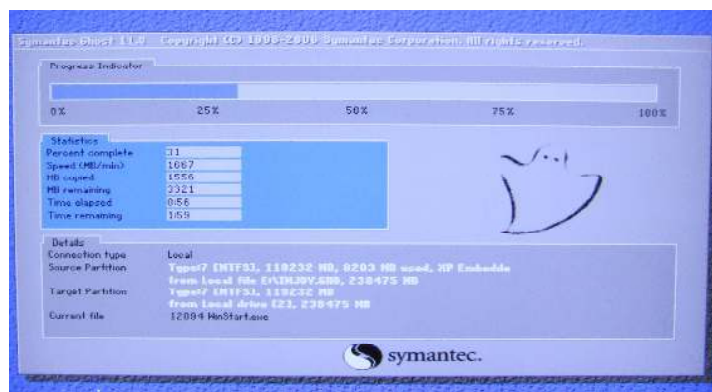 Symantec Ghost 11.0 Copyright (C) 1998-2006 Symantec Corporation. All rights reserved.
Progress Indicator
0% 25% 50% 75% 100%
Statistics
Percent complete 31
Speed (MB/min) 1667
MB copied 1556
MB remaining 3321
Time elapsed 0:56
Time remaining 1:59
Details
Connection type Local
Source Partition Type:7 [NTFS], 119232 MB, 8203 MB used, XP Embedde
from Local file 238475 MB
Target Partition Type:7 [NTFS], 119232 MB
from Local drive [2], 238475 MB
Current file 12094 WinStart.exe
symantec.